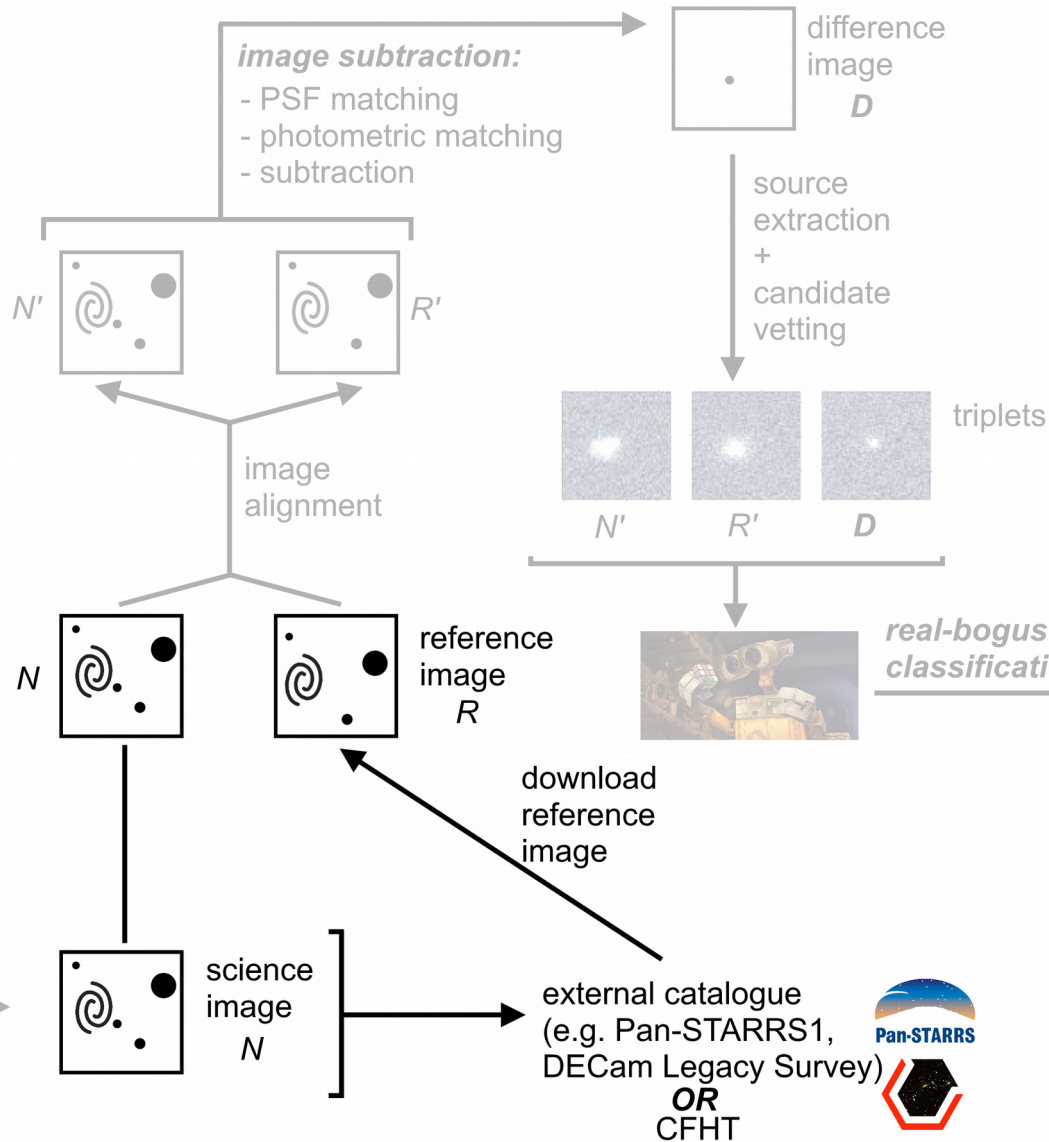 image subtraction:
- PSF matching
- photometric matching
- subtraction
difference
image
D
source
extraction
+
candidate
vetting
N'
R'
image
alignment
triplets
N'
R'
D
real-bogus
classificati
N
reference
image
R
download
reference
image
science
image
N
external catalogue
(e.g. Pan-STARRS1,
DECam Legacy Survey)
OR
CFHT
Pan-STARRS